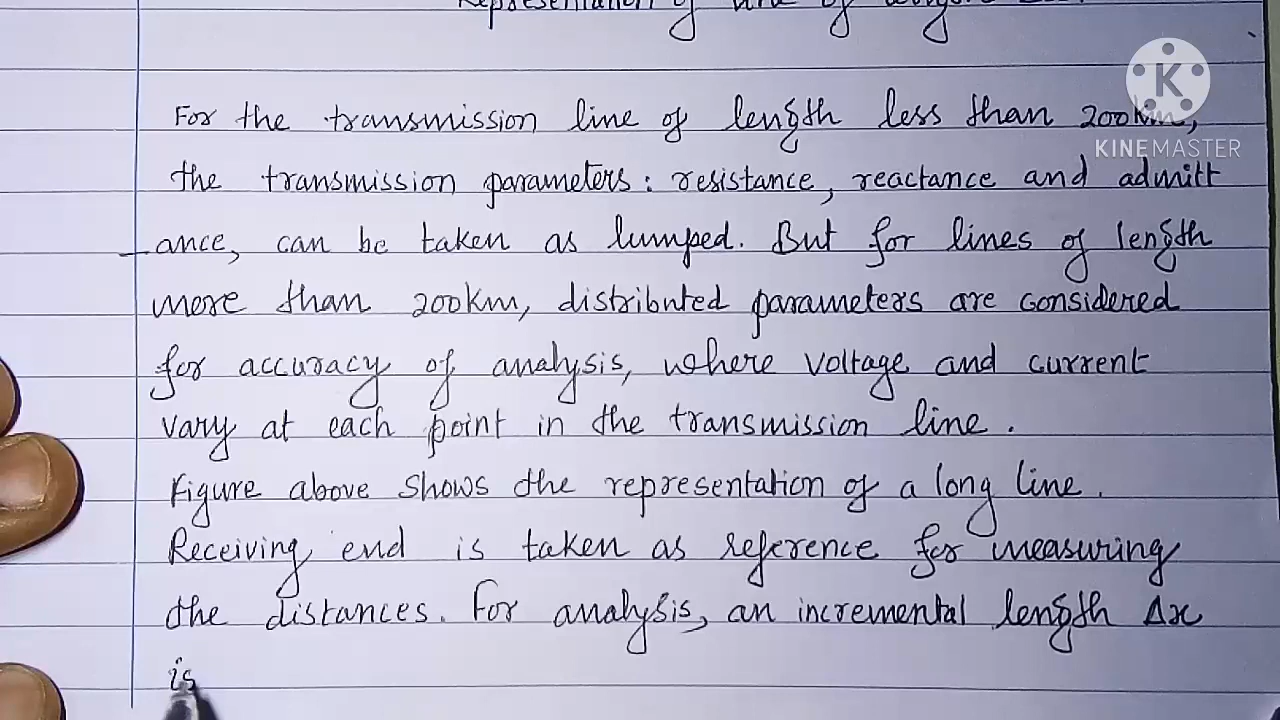 Representation of line of
For the transmission line of length less than 200Km,
K
KINEMASTER
the transmission parameters: resistance, reactance and admitt
-ance, can be taken as lumped. But for lines of length
more than 200Km, distributed parameters are considered
for accuracy of analysis, where voltage and current
vary at each point in the transmission line.
Figure above shows the representation of a long line.
Receiving end is taken as reference for measuring
the distances. For analysis, an incremental length Δx
is